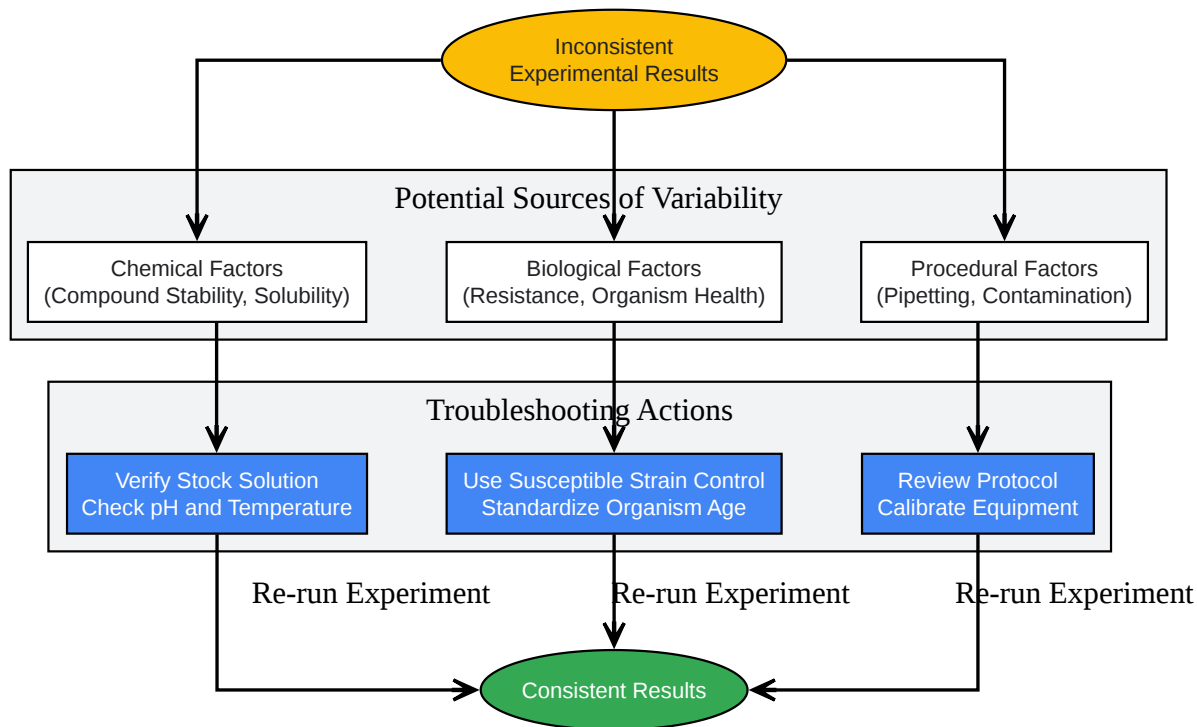 Inconsistent
Experimental Results
Potential Sources of Variability
Chemical Factors
(Compound Stability, Solubility)
Biological Factors
(Resistance, Organism Health)
Procedural Factors
(Pipetting, Contamination)
Troubleshooting Actions
Verify Stock Solution
Check pH and Temperature
Use Susceptible Strain Control
Standardize Organism Age
Review Protocol
Calibrate Equipment
Re-run Experiment
Re-run Experiment
Re-run Experiment
Consistent Results